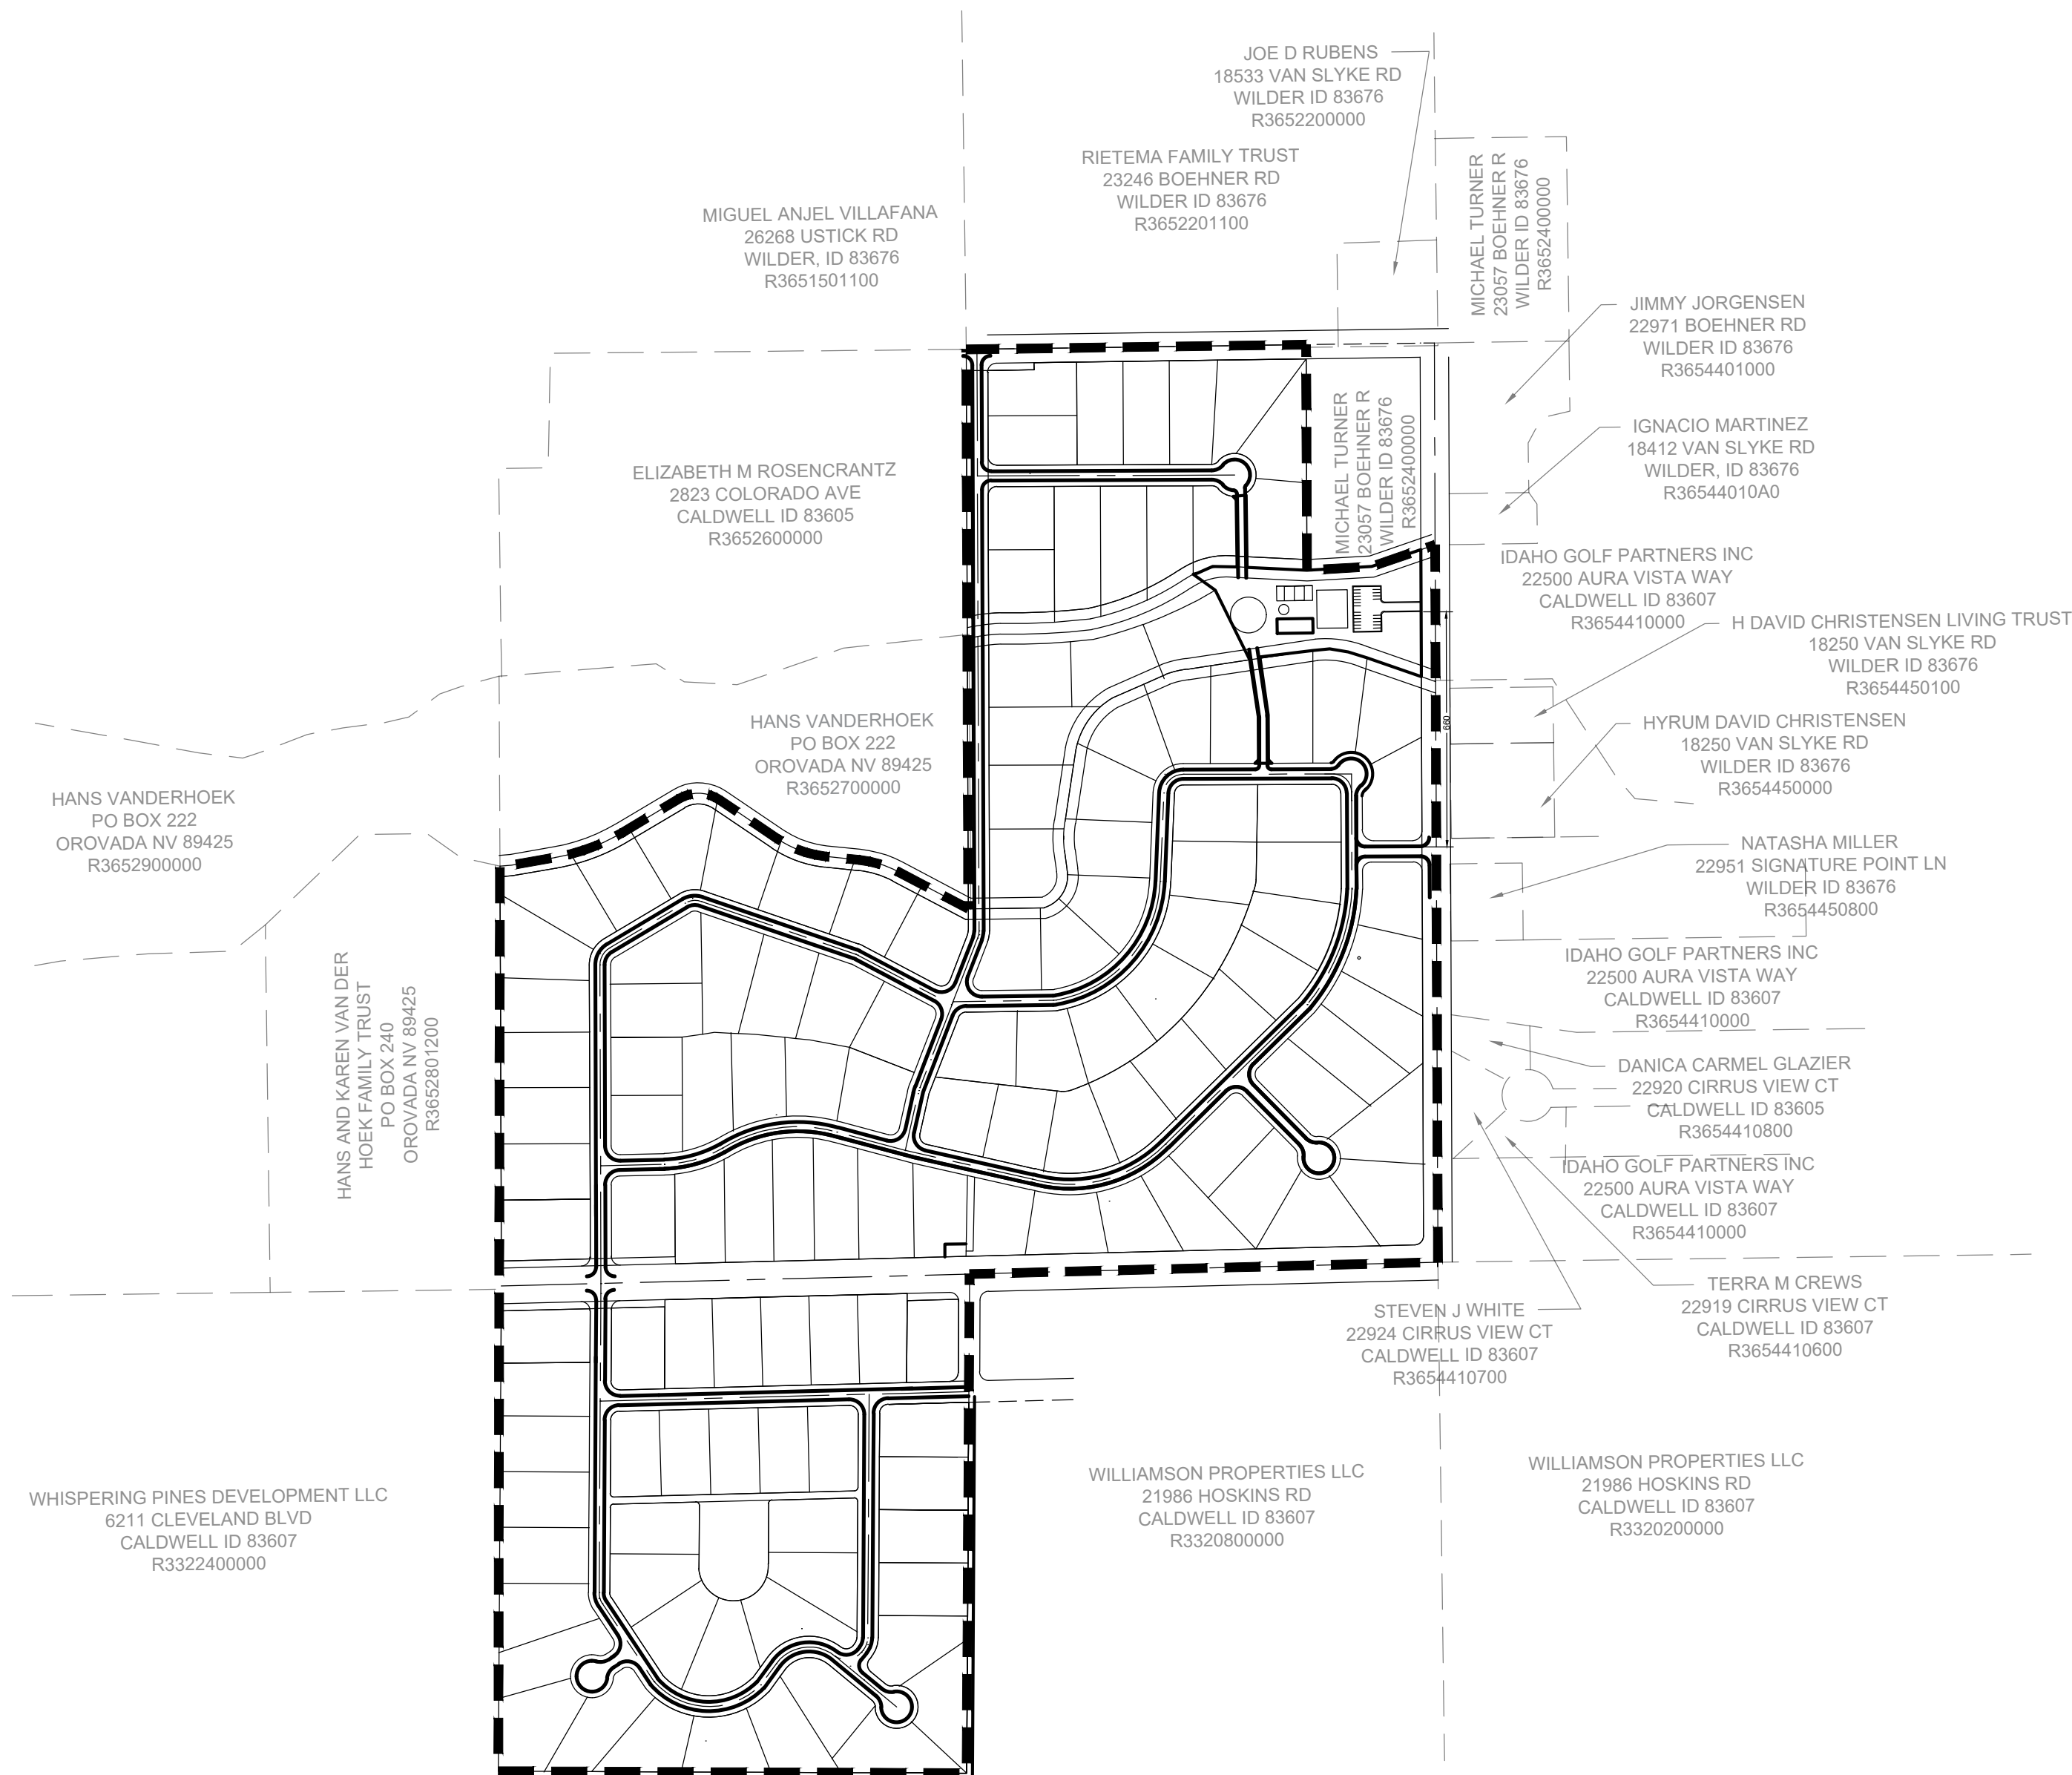 JOE D RUBENS
18533 VAN SLYKE RD
WILDER ID 83676
R3652200000
RIETEMA FAMILY TRUST
23246 BOEHNER RD
WILDER ID 83676
R3652201100
MICHAEL TURNER
23057 BOEHNER R
WILDER ID 83676
R3652400000
MIGUEL ANJEL VILLAFANA
26268 USTICK RD
WILDER, ID 83676
R3651501100
JIMMY JORGENSEN
22971 BOEHNER RD
WILDER ID 83676
R3654401000
MICHAEL TURNER
23057 BOEHNER R
WILDER ID 83676
R3652400000
IGNACIO MARTINEZ
18412 VAN SLYKE RD
WILDER, ID 83676
R36544010A0
ELIZABETH M ROSENCRANTZ
2823 COLORADO AVE
CALDWELL ID 83605
R3652600000
IDAHO GOLF PARTNERS INC
22500 AURA VISTA WAY
CALDWELL ID 83607
R3654410000
H DAVID CHRISTENSEN LIVING TRUST
18250 VAN SLYKE RD
WILDER ID 83676
R3654450100
660
HANS VANDERHOEK
PO BOX 222
OROVADA NV 89425
R3652700000
HYRUM DAVID CHRISTENSEN
18250 VAN SLYKE RD
WILDER ID 83676
R3654450000
HANS VANDERHOEK
PO BOX 222
OROVADA NV 89425
R3652900000
NATASHA MILLER
22951 SIGNATURE POINT LN
WILDER ID 83676
R3654450800
HANS AND KAREN VAN DER
HOEK FAMILY TRUST
PO BOX 240
OROVADA NV 89425
R3652801200
IDAHO GOLF PARTNERS INC
22500 AURA VISTA WAY
CALDWELL ID 83607
R3654410000
DANICA CARMEL GLAZIER
22920 CIRRUS VIEW CT
CALDWELL ID 83605
R3654410800
IDAHO GOLF PARTNERS INC
22500 AURA VISTA WAY
CALDWELL ID 83607
R3654410000
TERRA M CREWS
22919 CIRRUS VIEW CT
CALDWELL ID 83607
R3654410600
STEVEN J WHITE
22924 CIRRUS VIEW CT
CALDWELL ID 83607
R3654410700
WHISPERING PINES DEVELOPMENT LLC
6211 CLEVELAND BLVD
CALDWELL ID 83607
R3322400000
WILLIAMSON PROPERTIES LLC
21986 HOSKINS RD
CALDWELL ID 83607
R3320800000
WILLIAMSON PROPERTIES LLC
21986 HOSKINS RD
CALDWELL ID 83607
R3320200000